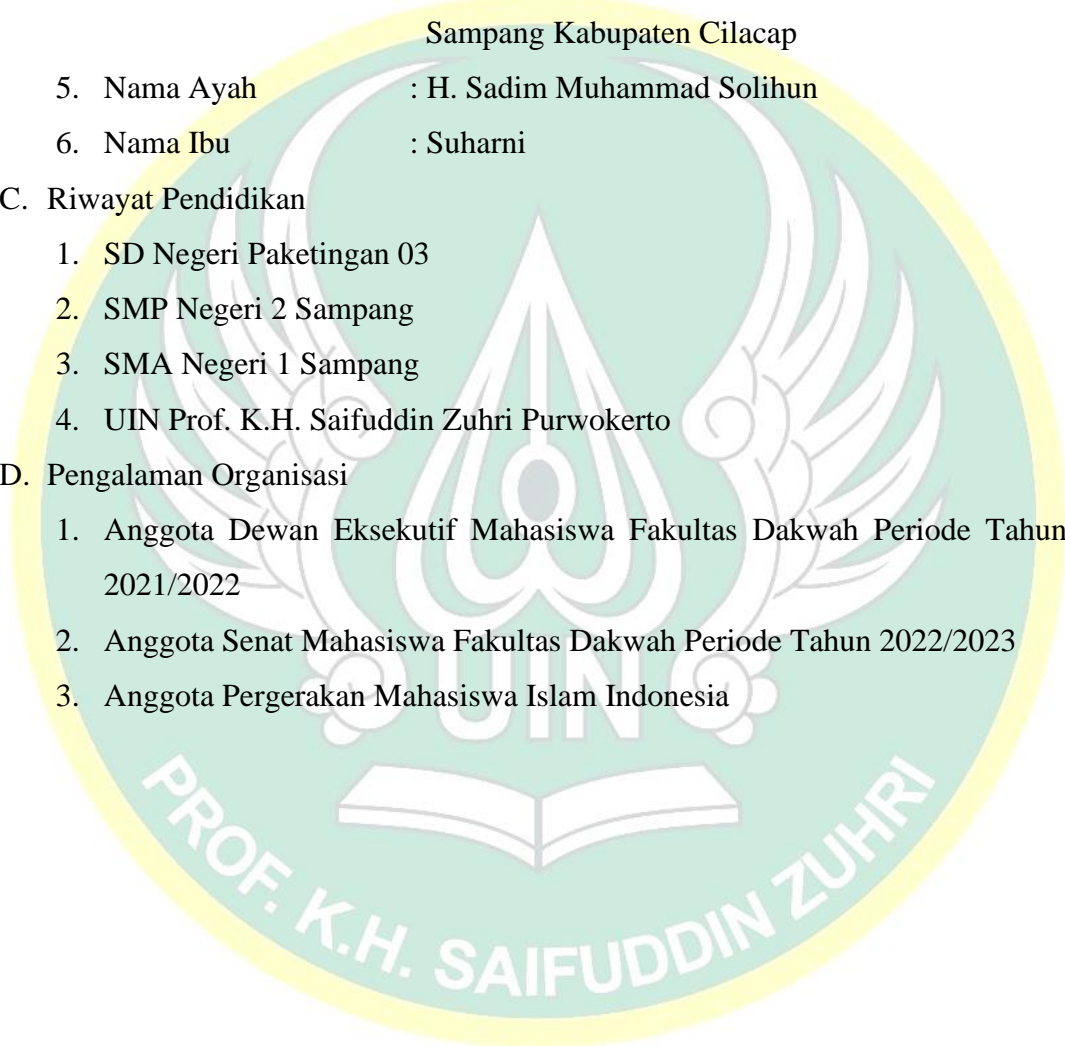 Sampang Kabupaten Cilacap
5. Nama Ayah : H. Sadim Muhammad Solihun
6. Nama Ibu : Suharni
C. Riwayat Pendidikan
1. SD Negeri Paketingan 03
2. SMP Negeri 2 Sampang
3. SMA Negeri 1 Sampang
4. UIN Prof. K.H. Saifuddin Zuhri Purwokerto
D. Pengalaman Organisasi
1. Anggota Dewan Eksekutif Mahasiswa Fakultas Dakwah Periode Tahun
2021/2022
2. Anggota Senat Mahasiswa Fakultas Dakwah Periode Tahun 2022/2023
3. Anggota Pergerakan Mahasiswa Islam Indonesia
UIN
PROF. K.H. SAIFUDDIN ZUHRI